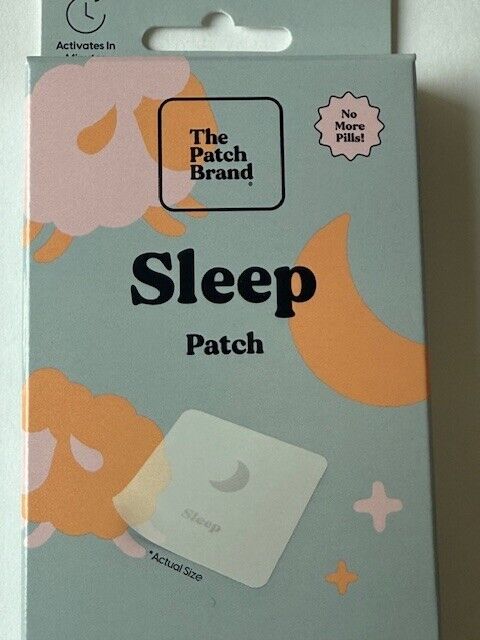 Activates In
No
More
Pills!
The
Patch
Brand
Sleep
Patch
Sleep
*Actual Size